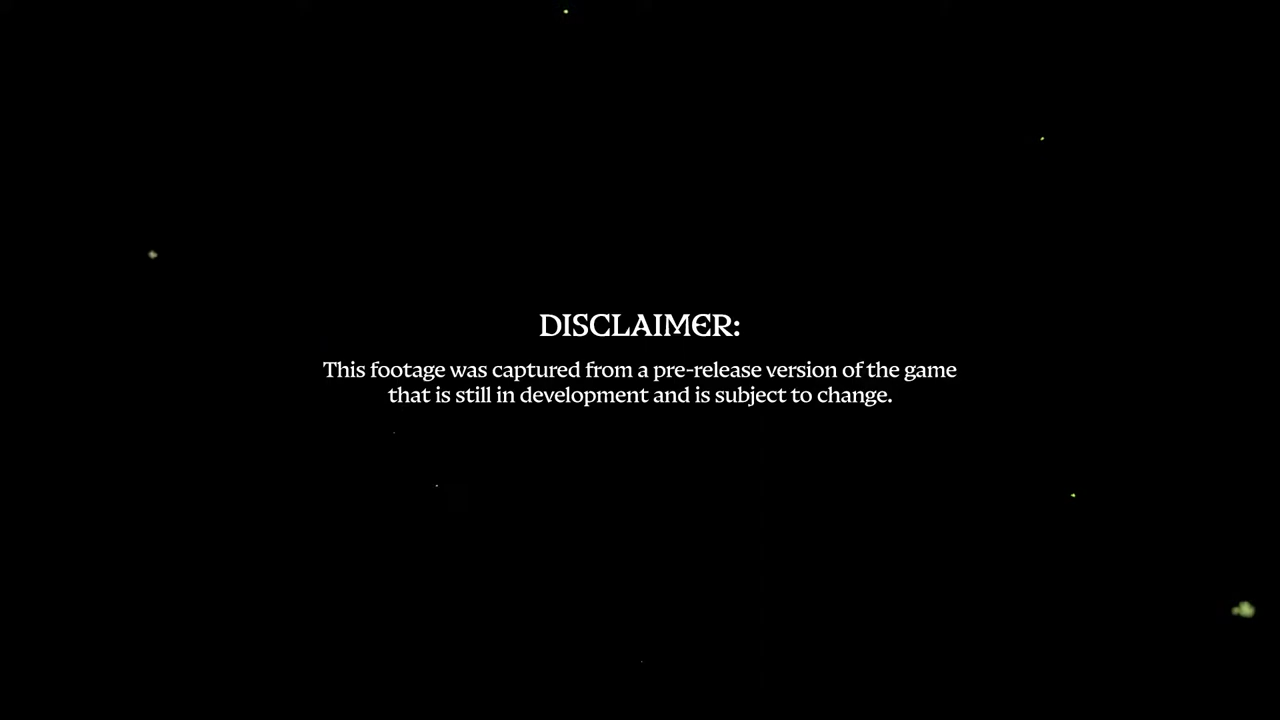 DISCLAIMER:
This footage was captured from a pre-release version of the game
that is still in development and is subject to change.